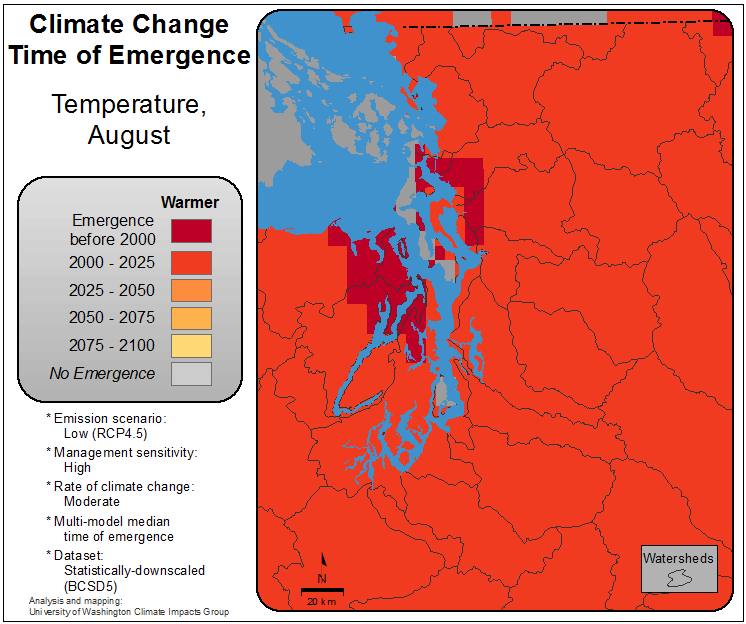 Climate Change
Time of Emergence
Temperature,
August
Warmer
Emergence
before 2000
2000 - 2025
2025 - 2050
2050 - 2075
2075 - 2100
No Emergence
* Emission scenario:
Low (RCP4.5)
* Management sensitivity:
High
* Rate of climate change:
Moderate
* Multi-model median
time of emergence
* Dataset:
Statistically-downscaled
(BCSD5)
Analysis and mapping:
University of Washington Climate Impacts Group
N
20 km
Watersheds